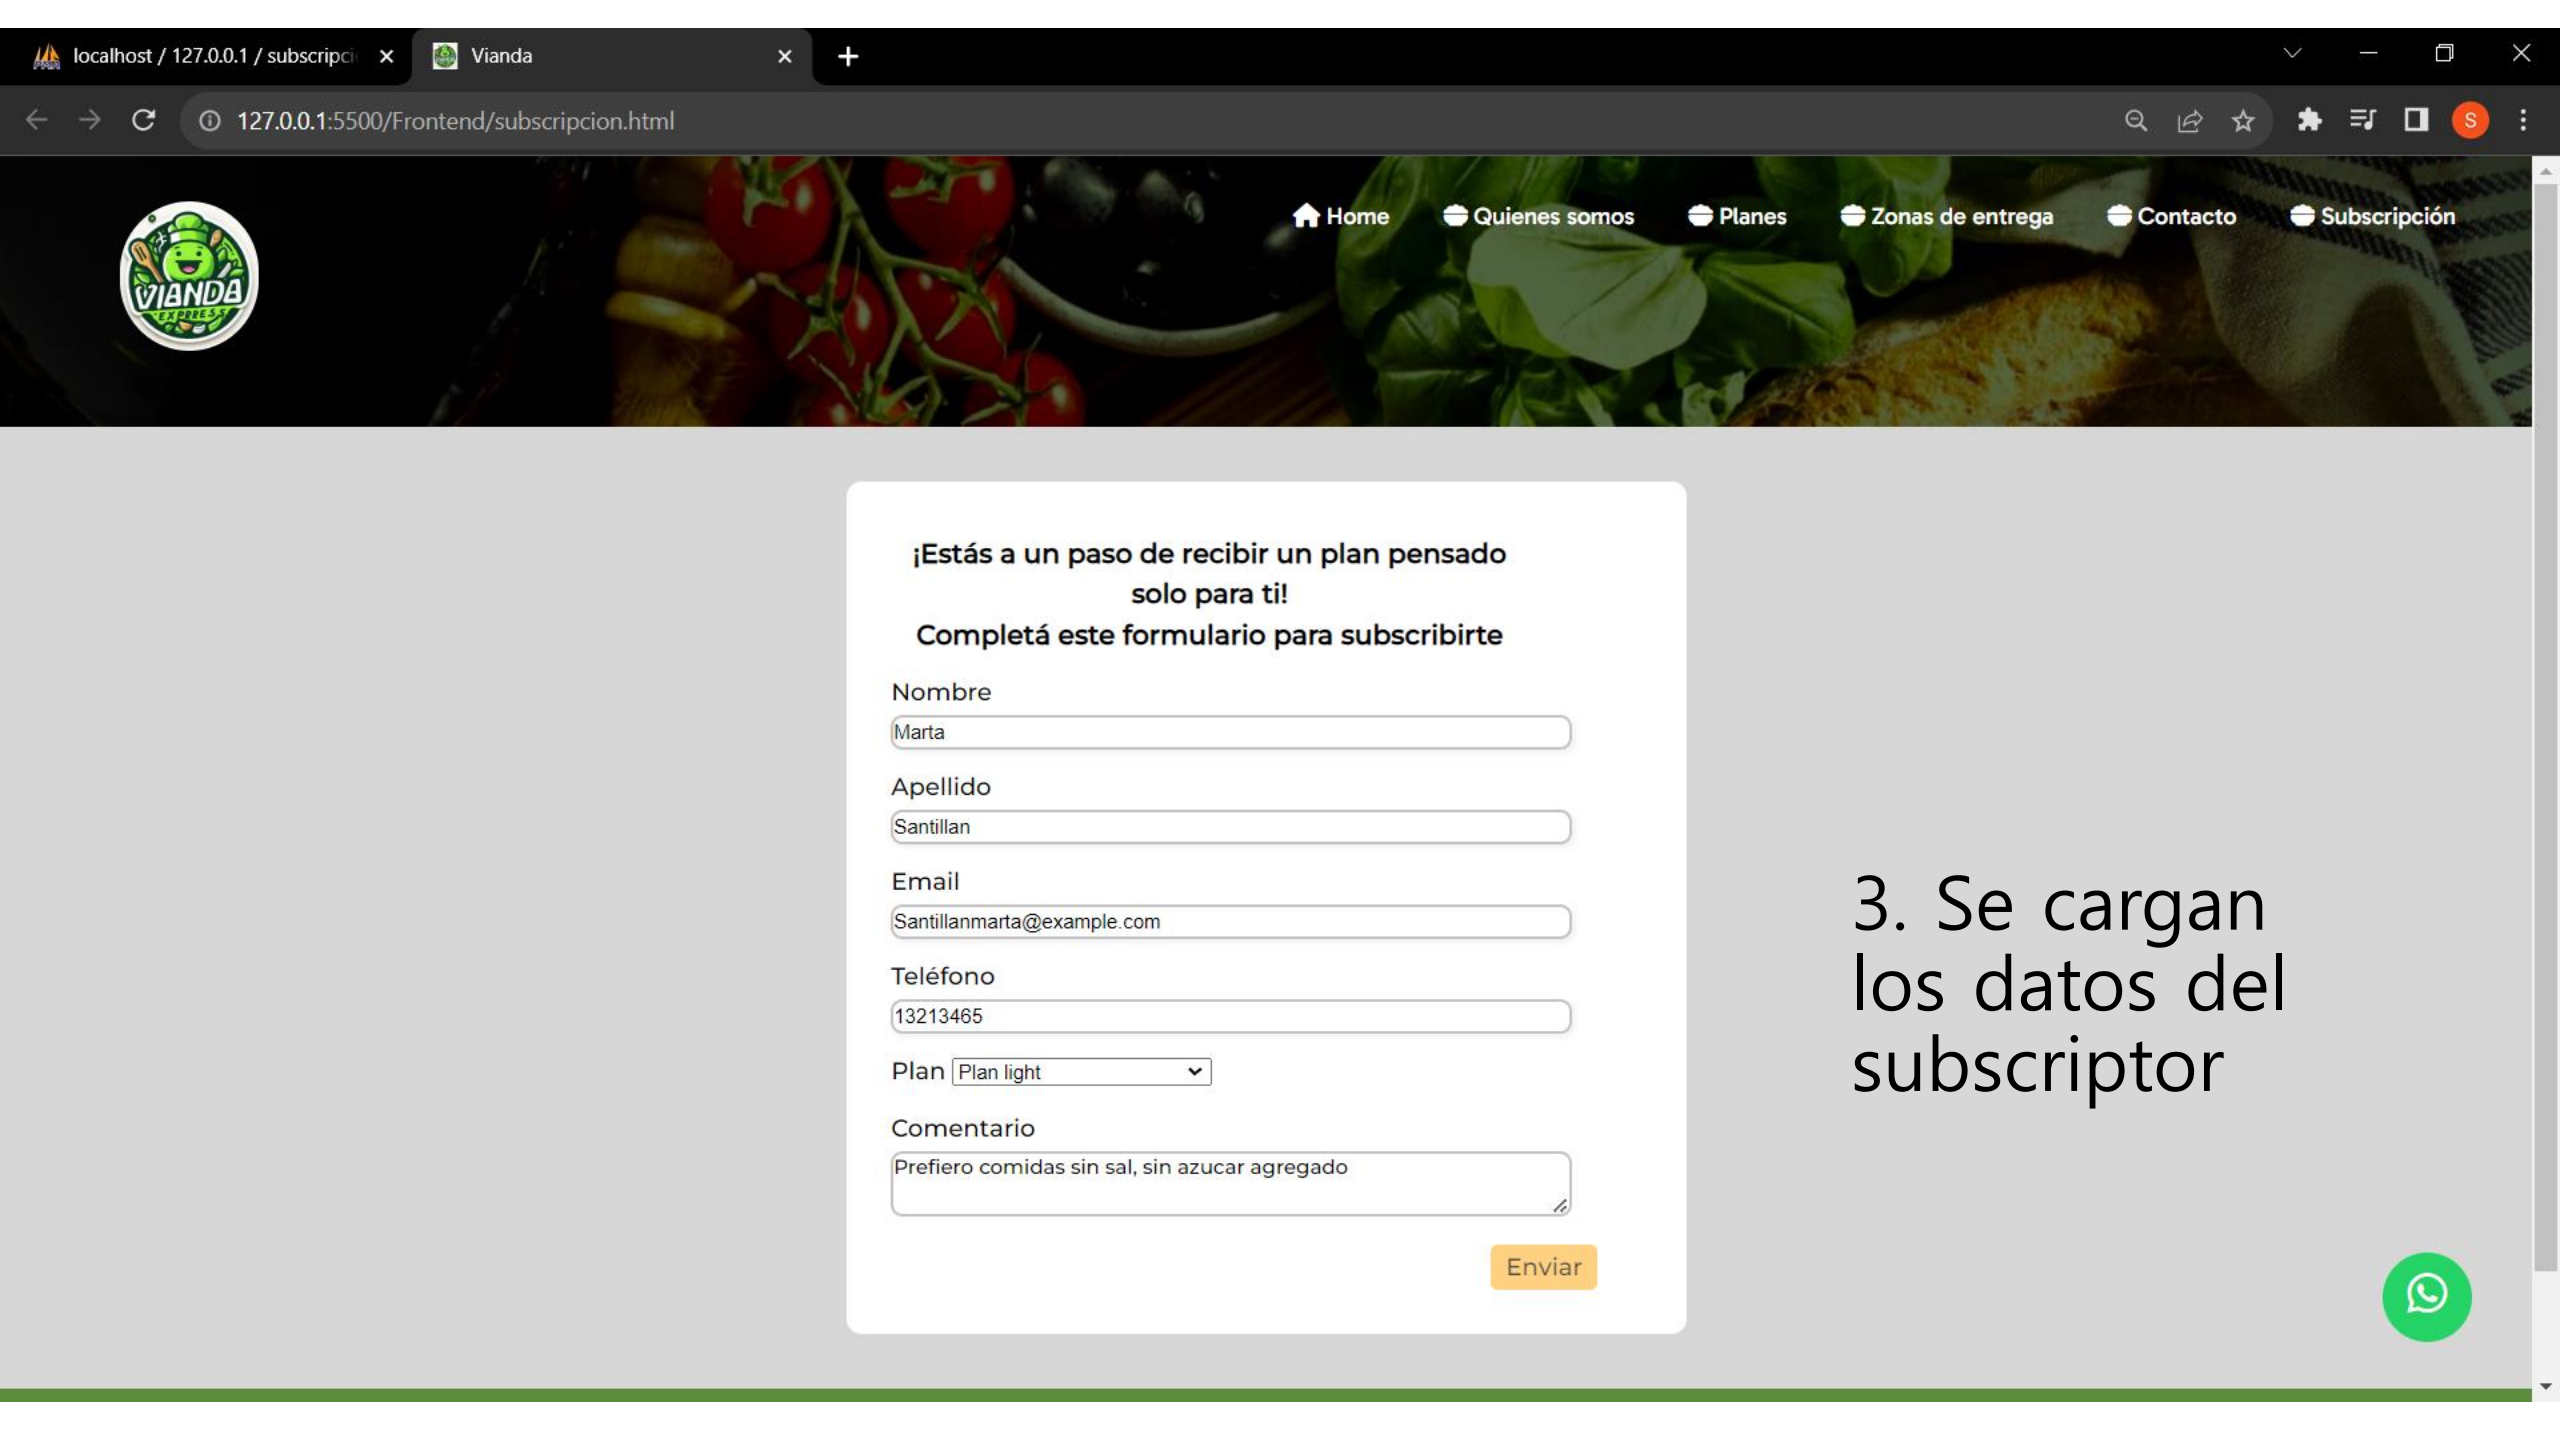 localhost / 127.0.0.1 / subscripci
Vianda
127.0.0.1:5500/Frontend/subscripcion.html
S
Home
Quienes somos
Planes
Zonas de entrega
Contacto
Subscripción
VIANDA
EXPRESS
¡Estás a un paso de recibir un plan pensado
solo para ti!
Completá este formulario para subscribirte
Nombre
Marta
Apellido
Santillan
Email
Santillanmarta@example.com
Teléfono
13213465
Plan Plan light
Comentario
Prefiero comidas sin sal, sin azucar agregado
Enviar
3. Se cargan
los datos del
subscriptor